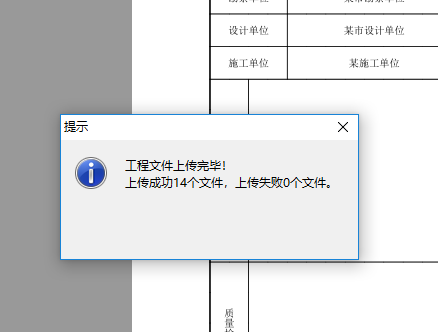 设计单位 某市设计单位
施工单位 某施工单位
提示
工程文件上传完毕!
上传成功14个文件，上传失败0个文件。
质
量